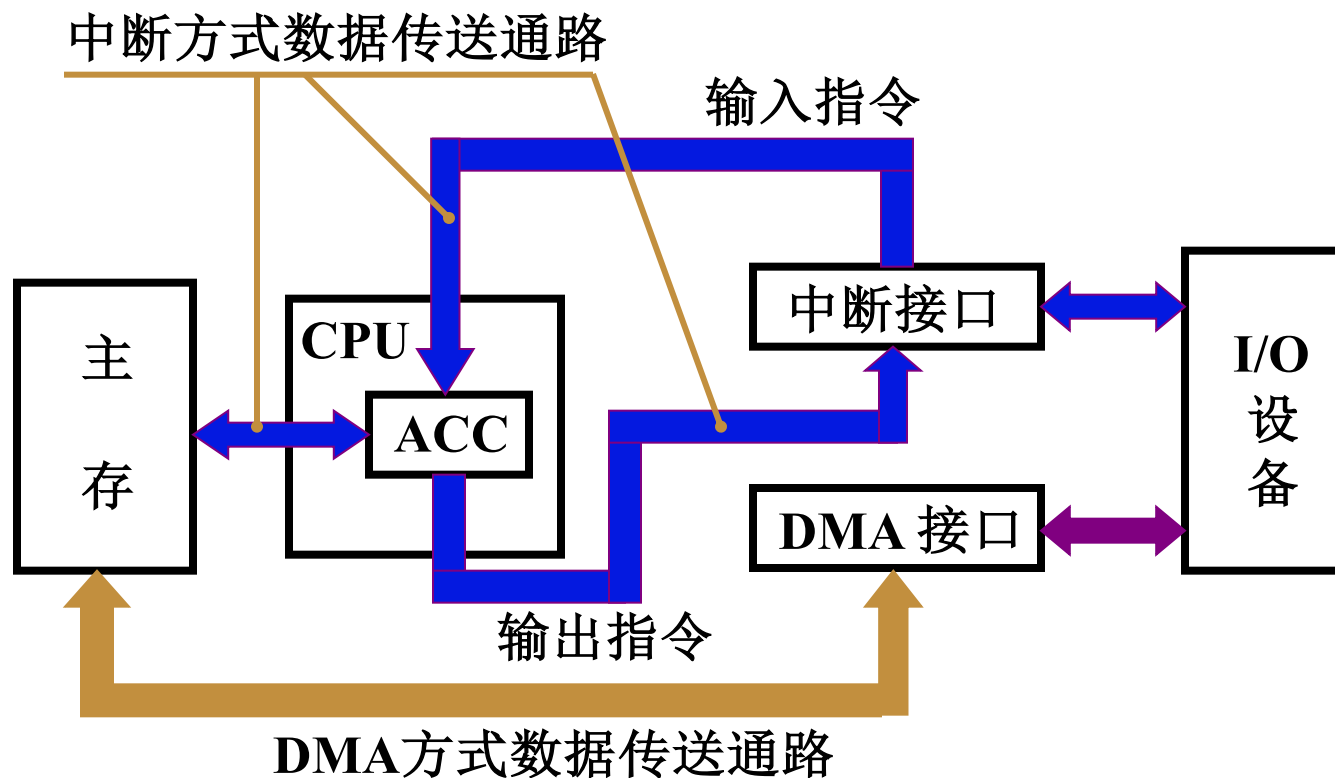 中断方式数据传送通路
输入指令
中断接口
CPU
主
存
ACC
I/O
设
备
DMA 接口
输出指令
DMA方式数据传送通路